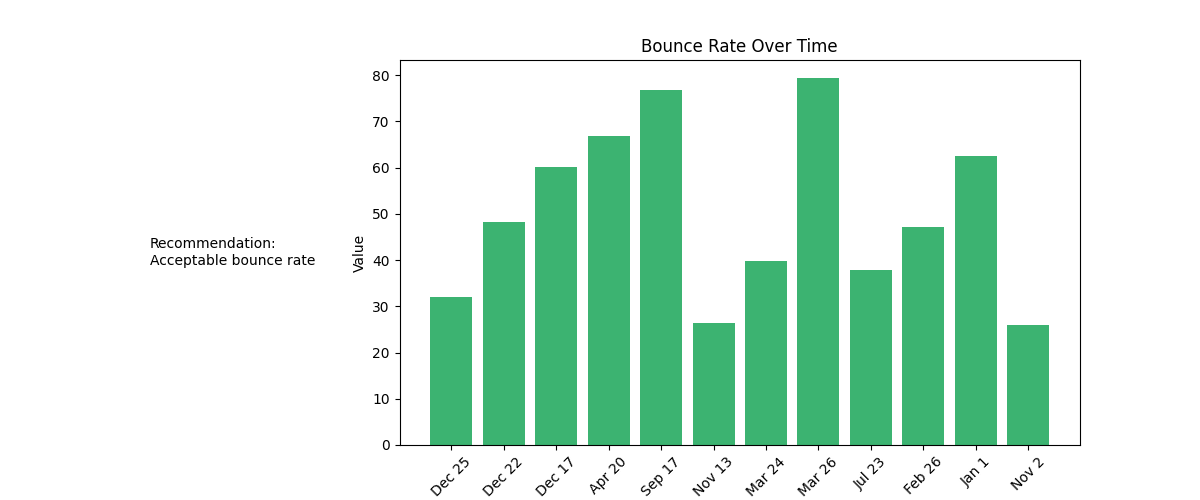 Bounce Rate Over Time
Recommendation:
Acceptable bounce rate
Value
80
70
60
50
40
30
20
10
0
Dec 25
Dec 22
Dec 17
Apr 20
Sep 17
Nov 13
Mar 24
Mar 26
Jul 23
Feb 26
Jan 1
Nov 2